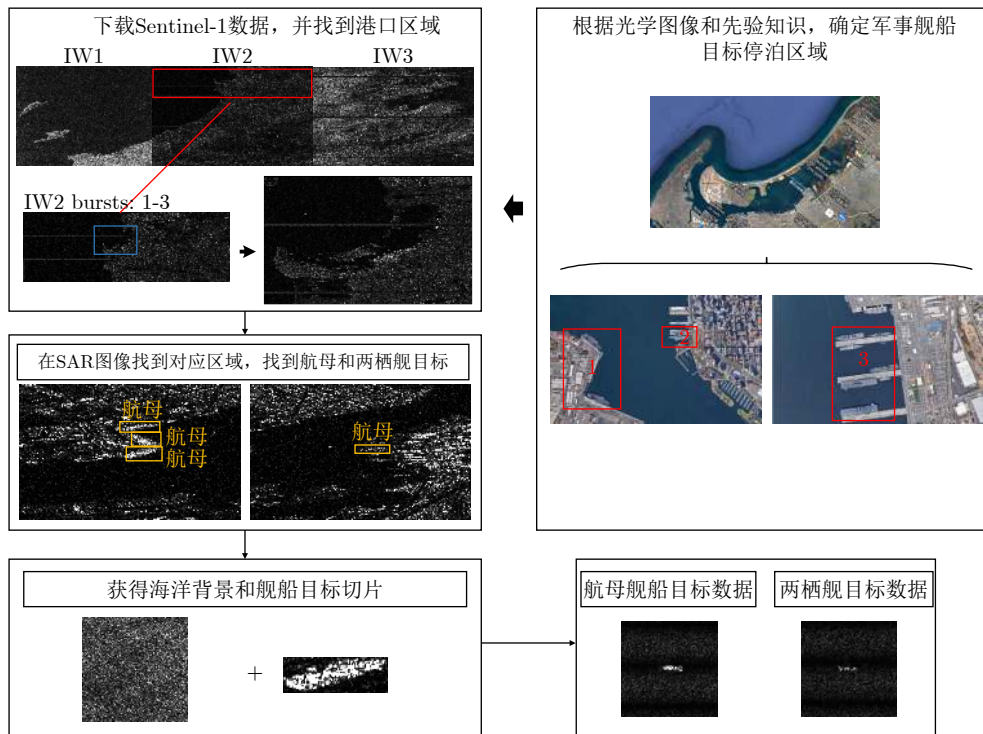 下载Sentinel-1数据，并找到港口区域
IW1 IW2 IW3
IW2 bursts: 1-3
根据光学图像和先验知识，确定军事舰船
目标停泊区域
1
2
3
在SAR图像找到对应区域，找到航母和两栖舰目标
航母
航母
航母
航母
获得海洋背景和舰船目标切片
+
航母舰船目标数据
两栖舰目标数据